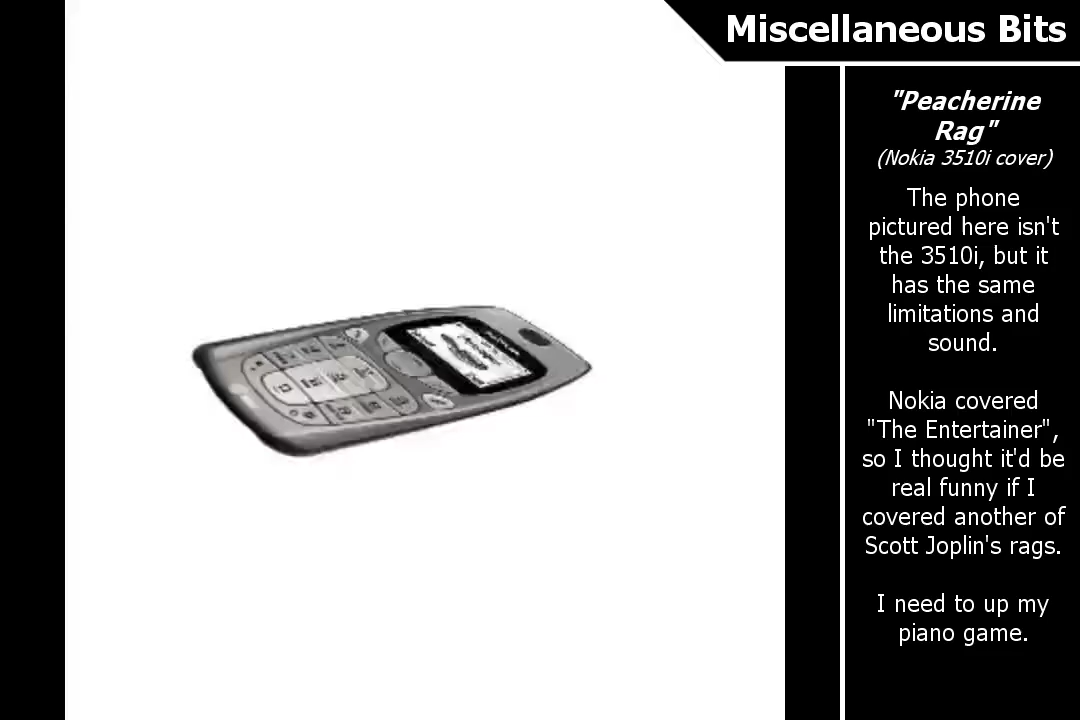 Miscellaneous Bits
"Peacherine
Rag"
(Nokia 3510i cover)
The phone
pictured here isn't
the 3510i, but it
has the same
limitations and
sound.
Nokia covered
"The Entertainer",
so I thought it'd be
real funny if I
covered another of
Scott Joplin's rags.
I need to up my
piano game.